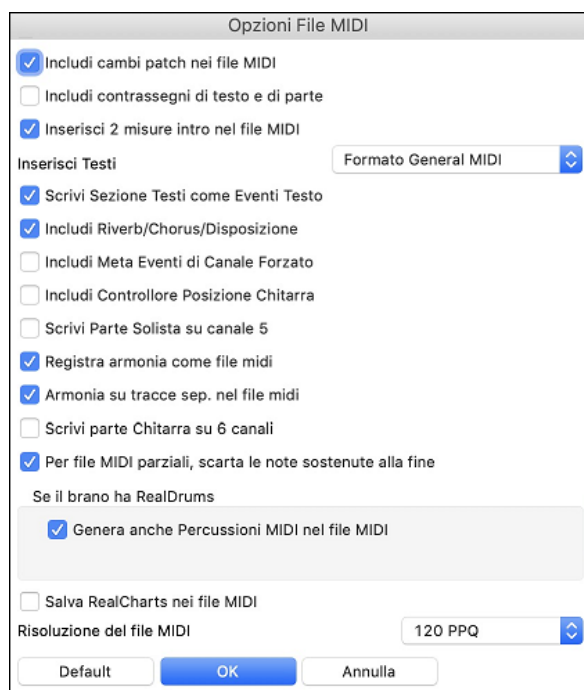 Opzioni File MIDI
Includi cambi patch nei file MIDI
Includi contrassegni di testo e di parte
Inserisci 2 misure intro nel file MIDI
Inserisci Testi Formato General MIDI
Scrivi Sezione Testi come Eventi Testo
Includi Riverb/Chorus/Disposizione
Includi Meta Eventi di Canale Forzato
Includi Controllore Posizione Chitarra
Scrivi Parte Solista su canale 5
Registra armonia come file midi
Armonia su tracce sep. nel file midi
Scrivi parte Chitarra su 6 canali
Per file MIDI parziali, scarta le note sostenute alla fine
Se il brano ha RealDrums
Genera anche Percussioni MIDI nel file MIDI
Salva RealCharts nei file MIDI
Risoluzione del file MIDI 120 PPQ
Default OK Annulla